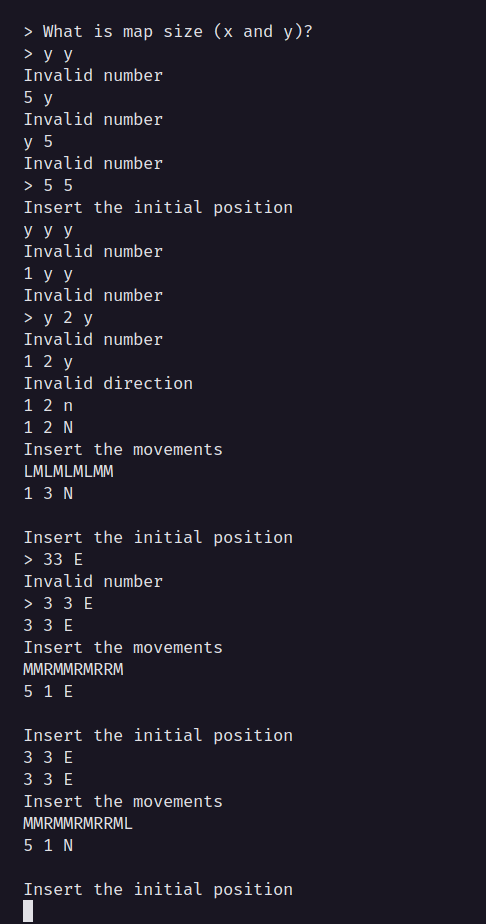 > What is map size (x and y)?
> y y
Invalid number
5 y
Invalid number
y 5
Invalid number
> 5 5
Insert the initial position
y y y
Invalid number
1 y y
Invalid number
> y 2 y
Invalid number
1 2 y
Invalid direction
1 2 n
1 2 N
Insert the movements
LMLMLMLMM
1 3 N
Insert the initial position
> 33 E
Invalid number
> 3 3 E
3 3 E
Insert the movements
MMRMMRMRRM
5 1 E
Insert the initial position
3 3 E
3 3 E
Insert the movements
MMRMMRMRRML
5 1 N
Insert the initial position